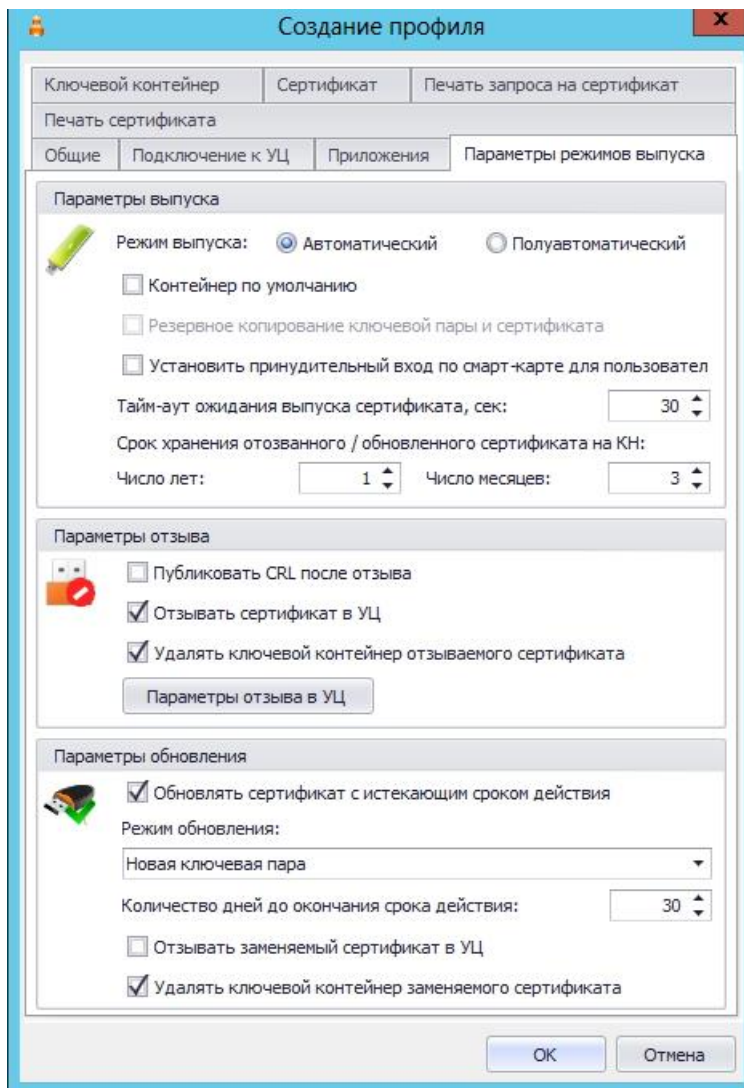 Создание профиля
x
Ключевой контейнер Сертификат Печать запроса на сертификат
Печать сертификата
Общие Подключение к УЦ Приложения Параметры режимов выпуска
Параметры выпуска
Режим выпуска: Автоматический Полуавтоматический
Контейнер по умолчанию
Резервное копирование ключевой пары и сертификата
Установить принудительный вход по смарт-карте для пользовател
Тайм-аут ожидания выпуска сертификата, сек: 30
Срок хранения отозванного / обновленного сертификата на КН:
Число лет: 1 Число месяцев: 3
Параметры отзыва
Публиковать CRL после отзыва
Отзывать сертификат в УЦ
Удалять ключевой контейнер отзываемого сертификата
Параметры отзыва в УЦ
Параметры обновления
Обновлять сертификат с истекающим сроком действия
Режим обновления:
Новая ключевая пара
Количество дней до окончания срока действия: 30
Отзывать заменяемый сертификат в УЦ
Удалять ключевой контейнер заменяемого сертификата
ОК Отмена